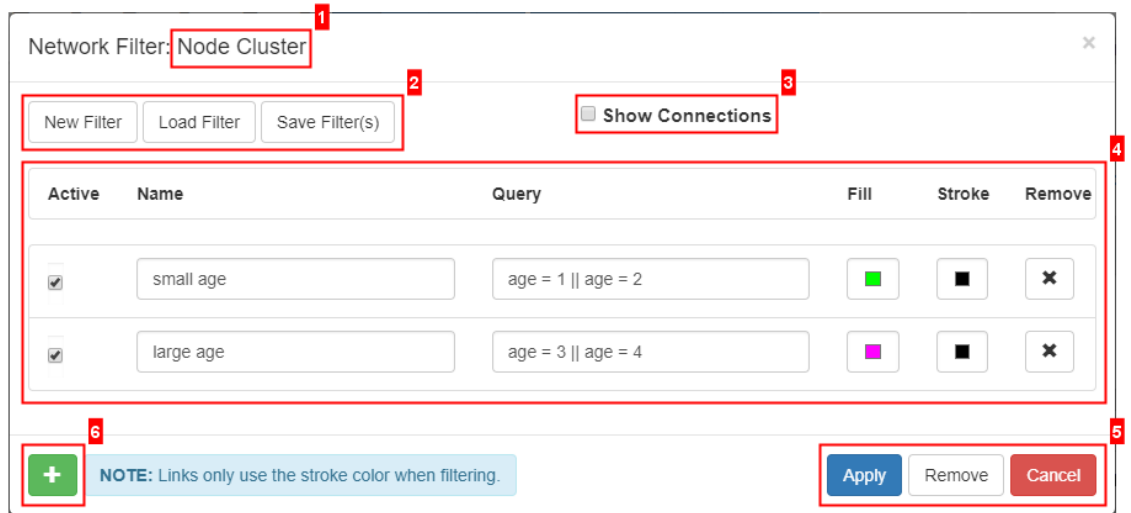 1
Network Filter: Node Cluster ×
2
3
New Filter Load Filter Save Filter(s) Show Connections
4
Active Name Query Fill Stroke Remove
small age age = 1 || age = 2
large age age = 3 || age = 4
6
5
NOTE: Links only use the stroke color when filtering. Apply Remove Cancel